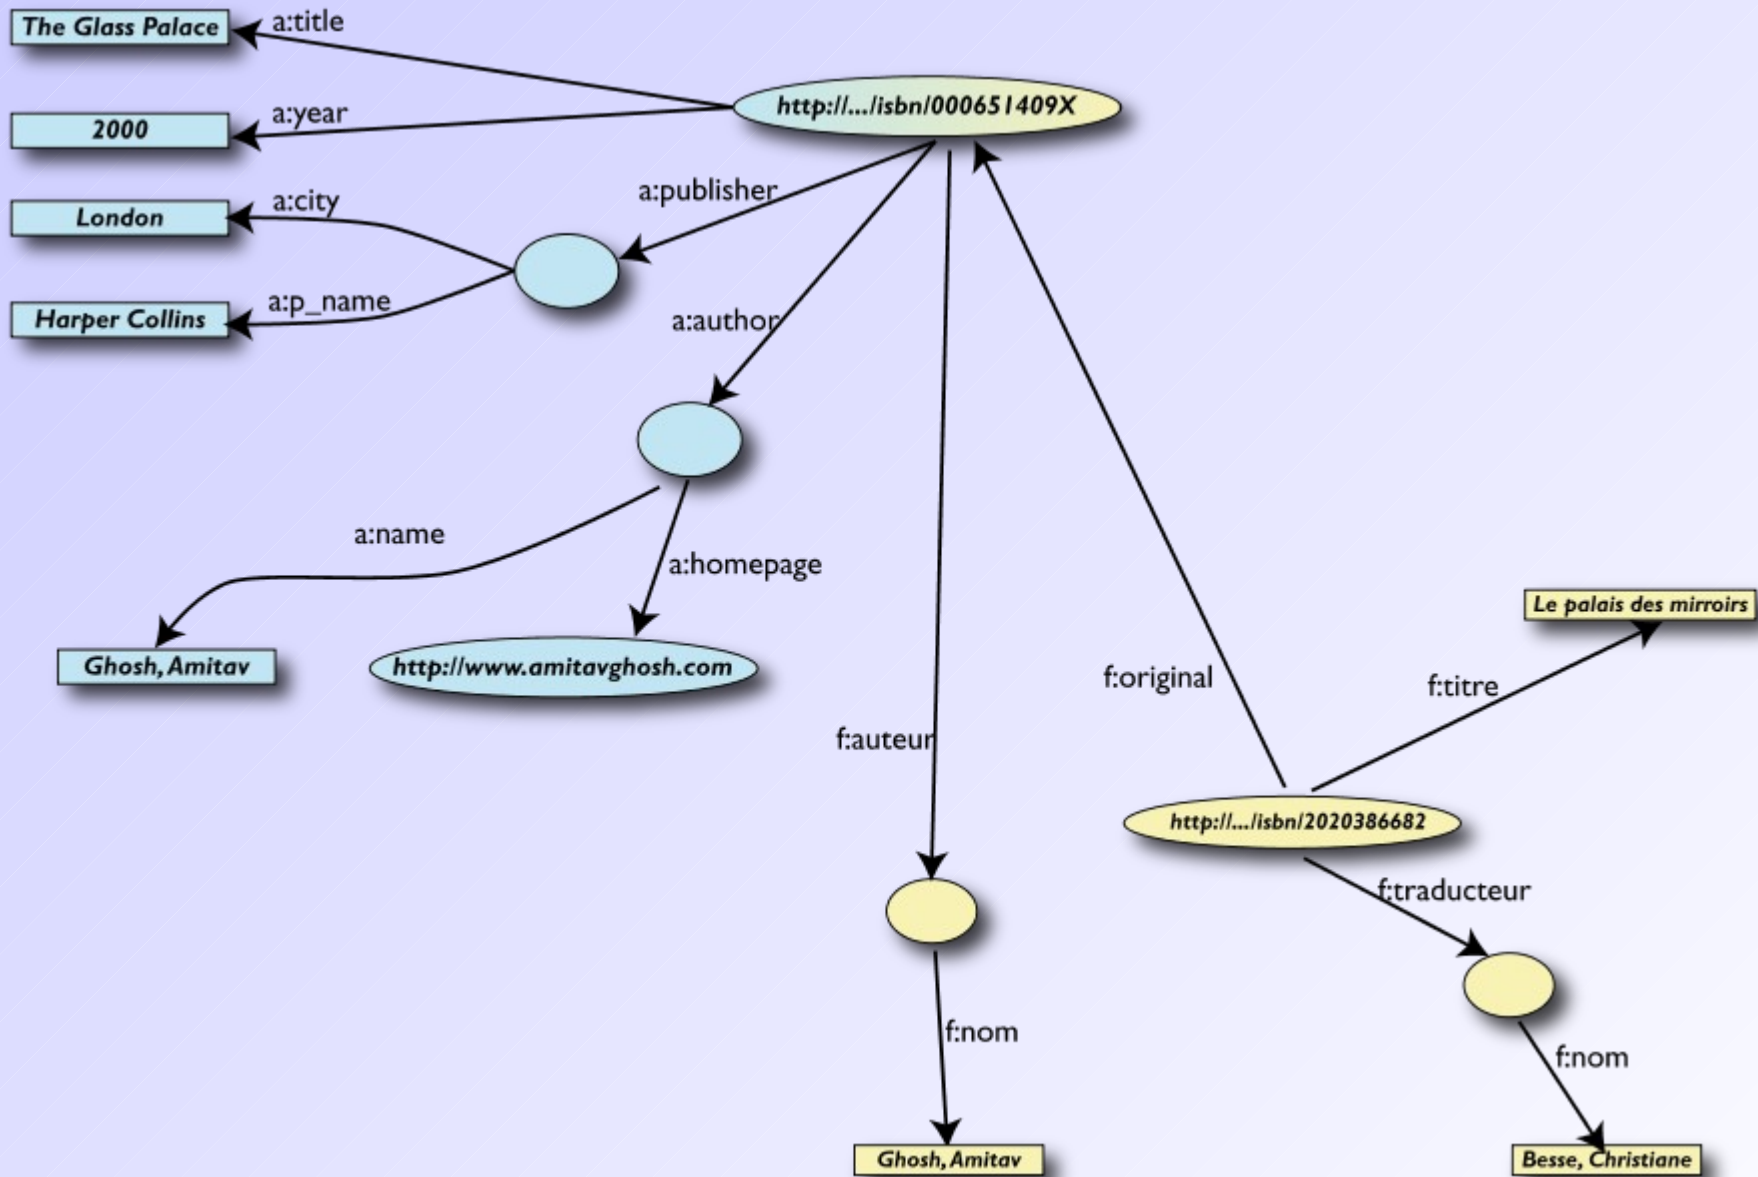 The Glass Palace
a:title
http://.../isbn/000651409X
2000
a:year
London
a:city
a:publisher
Harper Collins
a:p_name
a:author
a:name
a:homepage
Ghosh, Amitav
http://www.amitavghosh.com
Le palais des mirroirs
f:original
f:titre
f:auteur
http://.../isbn/2020386682
f:traducteur
f:nom
f:nom
Ghosh, Amitav
Besse, Christiane